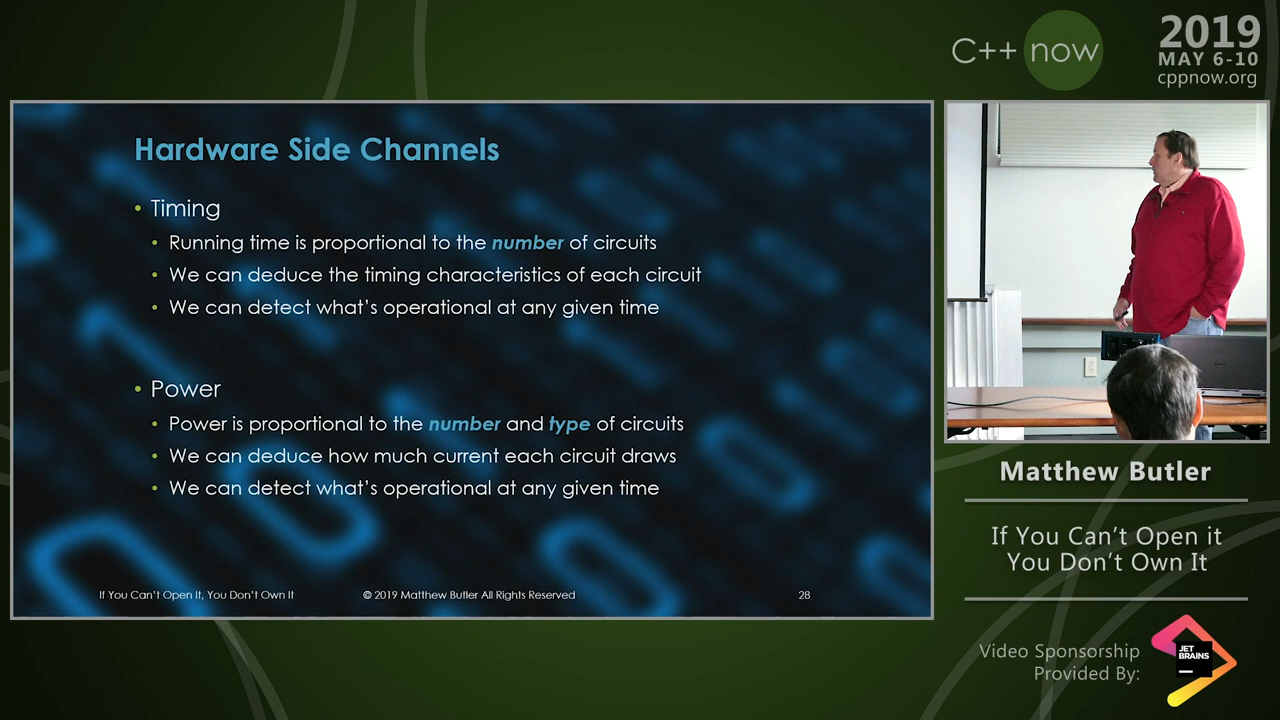 C++ now
2019
MAY 6-10
cppnow.org
Hardware Side Channels
• Timing
• Running time is proportional to the number of circuits
• We can deduce the timing characteristics of each circuit
• We can detect what's operational at any given time
• Power
• Power is proportional to the number and type of circuits
• We can deduce how much current each circuit draws
• We can detect what's operational at any given time
If You Can't Open It, You Don't Own It © 2019 Matthew Butler All Rights Reserved 28
Matthew Butler
If You Can't Open it
You Don't Own It
Video Sponsorship
Provided By:
JET
BRAINS